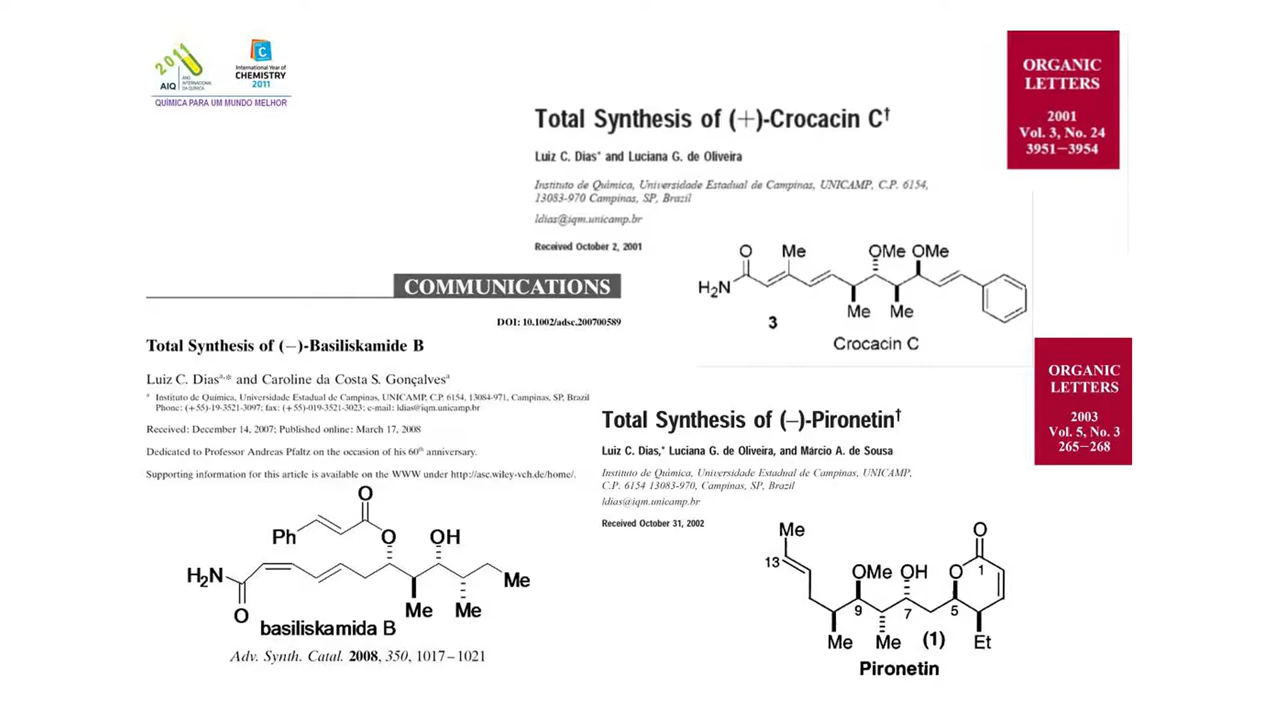 2011
AIQ
ANO
INTERNACIONAL
DA QUÍMICA
C
International Year of
CHEMISTRY
2011
QUÍMICA PARA UM MUNDO MELHOR
Total Synthesis of (+)-Crocacin C†
Luiz C. Dias* and Luciana G. de Oliveira
Instituto de Química, Universidade Estadual de Campinas, UNICAMP, C.P. 6154,
13083-970 Campinas, SP, Brazil
ldias@iqm.unicamp.br
Received October 2, 2001
ORGANIC
LETTERS
2001
Vol. 3, No. 24
3951–3954
O Me OMe OMe
H₂N
Me Me
3
Crocacin C
COMMUNICATIONS
DOI: 10.1002/adsc.200700589
Total Synthesis of (−)-Basiliskamide B
Luiz C. Diasᵃ,* and Caroline da Costa S. Gonçalvesᵃ
ᵃ Instituto de Química, Universidade Estadual de Campinas, UNICAMP, C.P. 6154, 13084-971, Campinas, SP, Brazil
Phone: (+55)-19-3521-3097; fax: (+55)-019-3521-3023; e-mail: ldias@iqm.unicamp.br
Received: December 14, 2007; Published online: March 17, 2008
Dedicated to Professor Andreas Pfaltz on the occasion of his 60th anniversary.
Supporting information for this article is available on the WWW under http://asc.wiley-vch.de/home/.
O
Ph O OH
H₂N Me
O Me Me
basiliskamida B
Adv. Synth. Catal. 2008, 350, 1017–1021
Total Synthesis of (–)-Pironetin†
Luiz C. Dias,* Luciana G. de Oliveira, and Márcio A. de Sousa
Instituto de Química, Universidade Estadual de Campinas, UNICAMP,
C.P. 6154 13083-970, Campinas, SP, Brazil
ldias@iqm.unicamp.br
Received October 31, 2002
ORGANIC
LETTERS
2003
Vol. 5, No. 3
265–268
Me O
13 1
OMe OH O
9 7 5
Me Me (1) Et
Pironetin